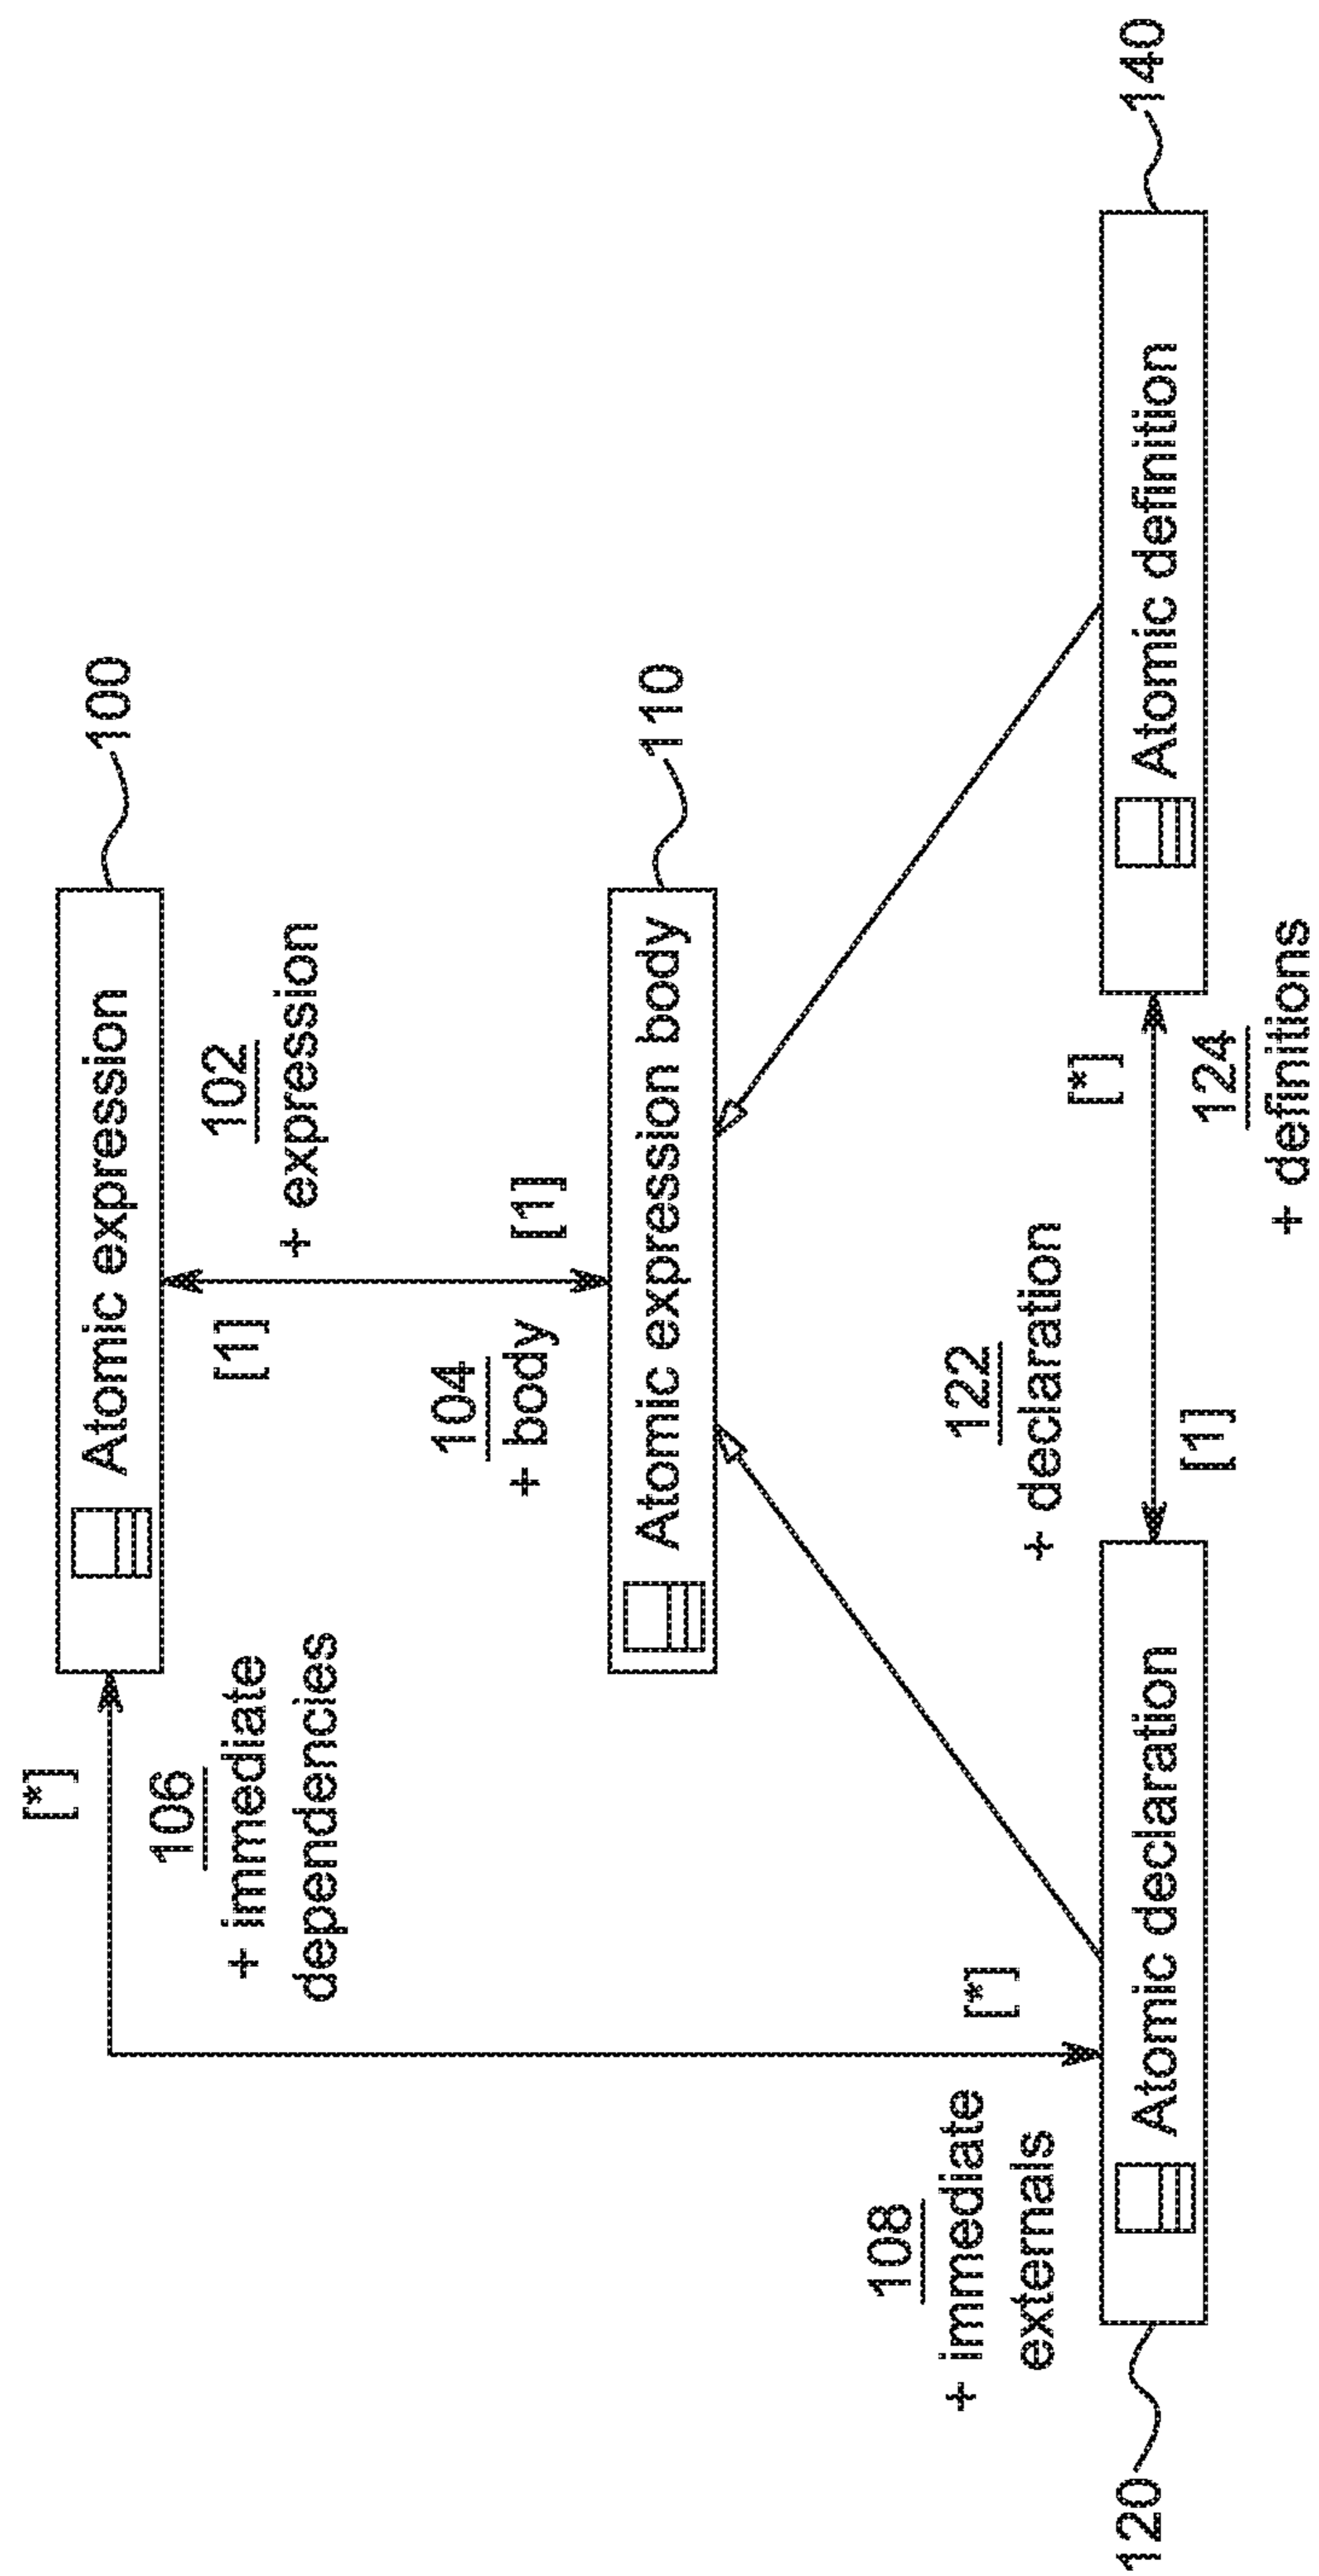 [*]
Atomic expression
100
106
+ immediate
dependencies
[1]
102
+ expression
104
+ body
[1]
Atomic expression body
110
108
+ immediate
externals
[*]
122
+ declaration
[*]
120
Atomic declaration
[1]
124
+ definitions
Atomic definition
140